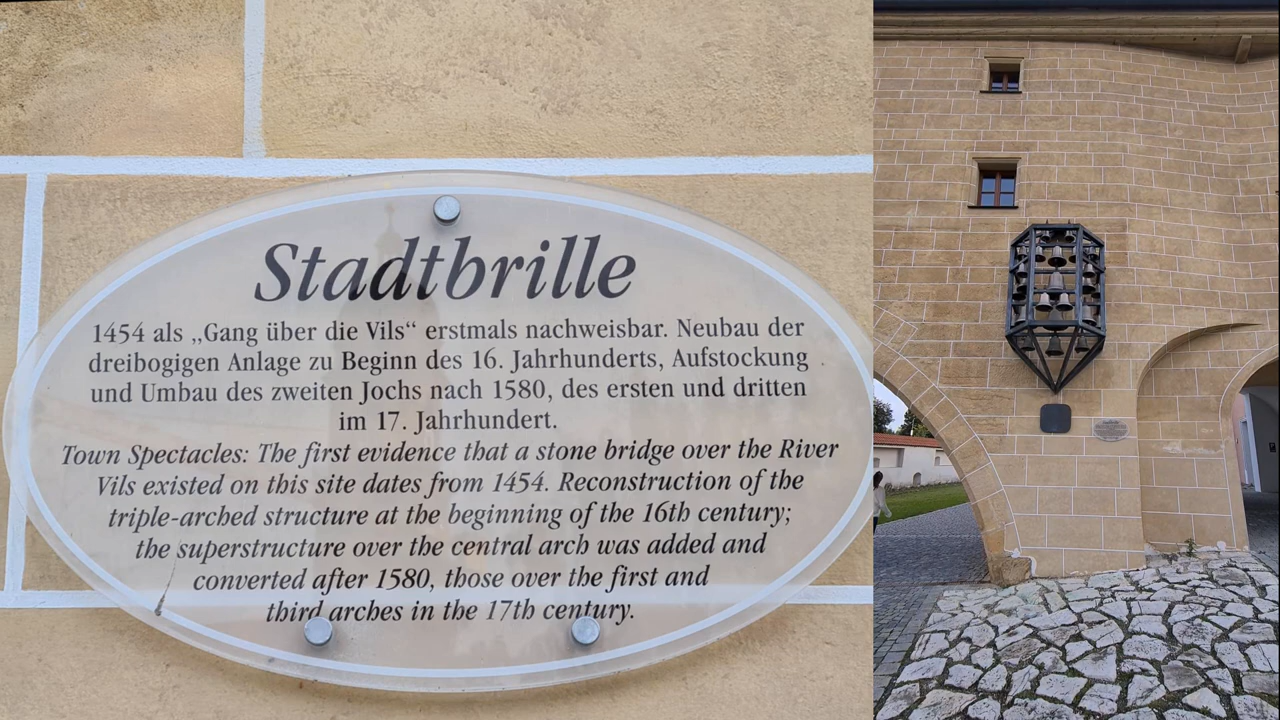 Stadtbrille
1454 als „Gang über die Vils“ erstmals nachweisbar. Neubau der
dreibogigen Anlage zu Beginn des 16. Jahrhunderts, Aufstockung
und Umbau des zweiten Jochs nach 1580, des ersten und dritten
im 17. Jahrhundert.
Town Spectacles: The first evidence that a stone bridge over the River
Vils existed on this site dates from 1454. Reconstruction of the
triple-arched structure at the beginning of the 16th century;
the superstructure over the central arch was added and
converted after 1580, those over the first and
third arches in the 17th century.